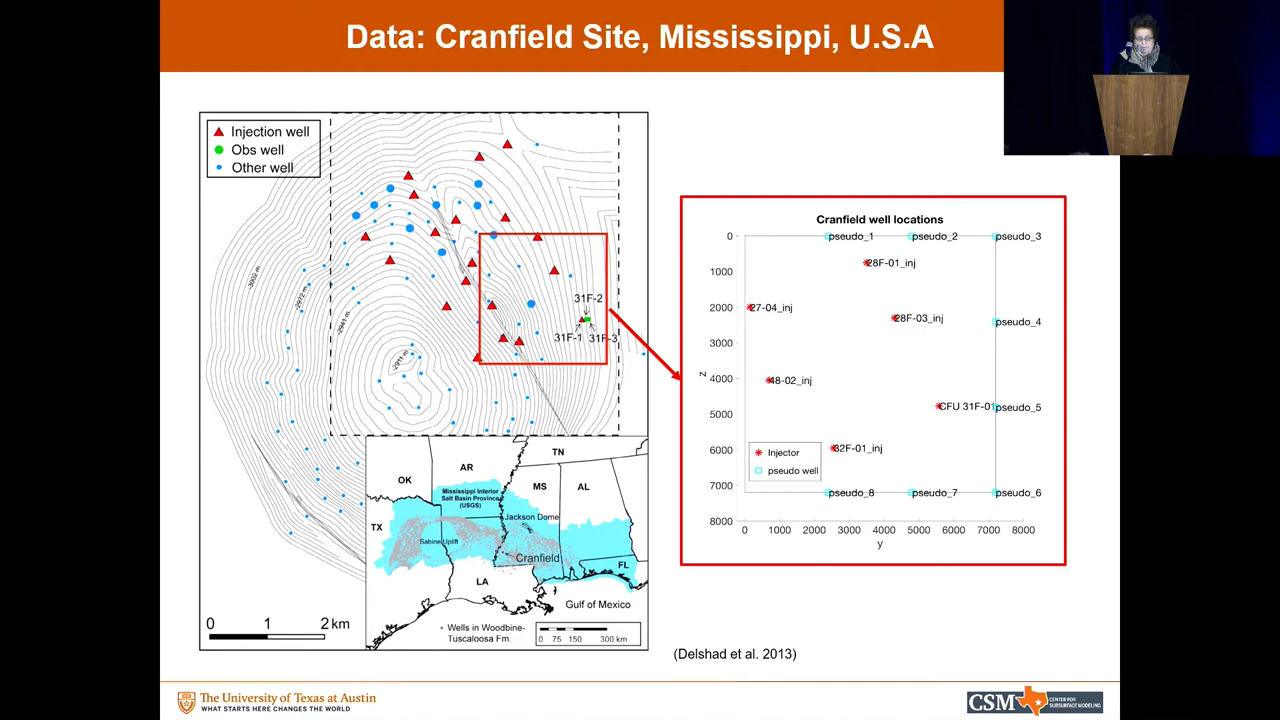 Data: Cranfield Site, Mississippi, U.S.A
Injection well
Obs well
Other well
-3002 m
-2972 m
-2941 m
-2911 m
31F-2
31F-1
31F-3
OK
AR
TN
MS
AL
TX
LA
FL
Mississippi Interior
Salt Basin Province
(USGS)
Jackson Dome
Sabine Uplift
Cranfield
Gulf of Mexico
Wells in Woodbine-
Tuscaloosa Fm.
0 75 150 300 km
0 1 2 km
Cranfield well locations
0
1000
2000
3000
4000
5000
6000
7000
8000
z
0 1000 2000 3000 4000 5000 6000 7000 8000
y
pseudo_1
pseudo_2
pseudo_3
28F-01_inj
27-04_inj
28F-03_inj
pseudo_4
48-02_inj
CFU 31F-01
pseudo_5
32F-01_inj
Injector
pseudo well
pseudo_8
pseudo_7
pseudo_6
(Delshad et al. 2013)
The University of Texas at Austin
WHAT STARTS HERE CHANGES THE WORLD
CSM
CENTER FOR
SUBSURFACE MODELING